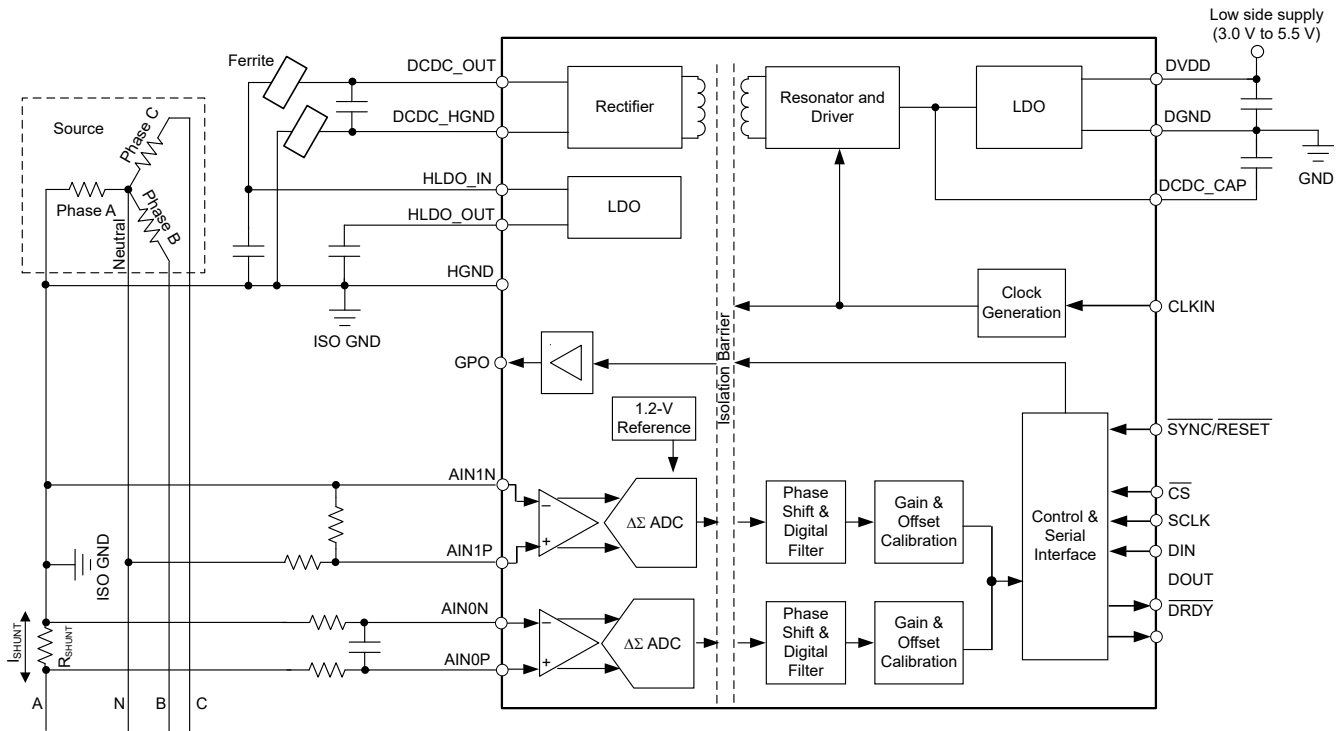 Low side supply
(3.0 V to 5.5 V)
Ferrite
DCDC_OUT
DCDC_HGND
HLDO_IN
HLDO_OUT
HGND
ISO GND
GPO
AIN1N
AIN1P
AIN0N
AIN0P
Source
Phase C
Phase A
Phase B
Neutral
ISO GND
I_SHUNT
R_SHUNT
A
N
B
C
Rectifier
LDO
1.2-V
Reference
ΔΣ ADC
ΔΣ ADC
−
+
−
+
Isolation Barrier
Resonator and
Driver
LDO
Clock
Generation
Phase
Shift &
Digital
Filter
Gain &
Offset
Calibration
Phase
Shift &
Digital
Filter
Gain &
Offset
Calibration
Control &
Serial
Interface
DVDD
DGND
GND
DCDC_CAP
CLKIN
SYNC/RESET
CS
SCLK
DIN
DOUT
DRDY